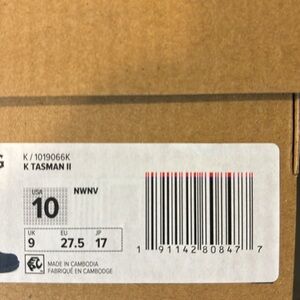 G
K / 1019066K
K TASMAN II
USA
10
NWNV
UK EU JP
9 27.5 17
1 91142 80847 7
MADE IN CAMBODIA
FABRIQUÉ EN CAMBODGE